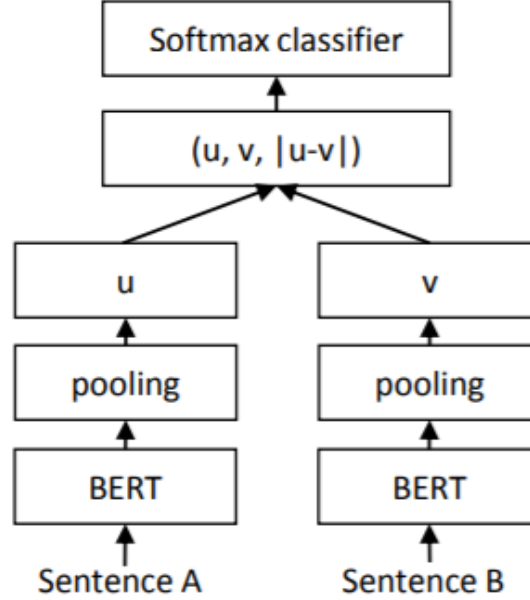 Softmax classifier
(u, v, |u-v|)
u
v
pooling
pooling
BERT
BERT
Sentence A
Sentence B